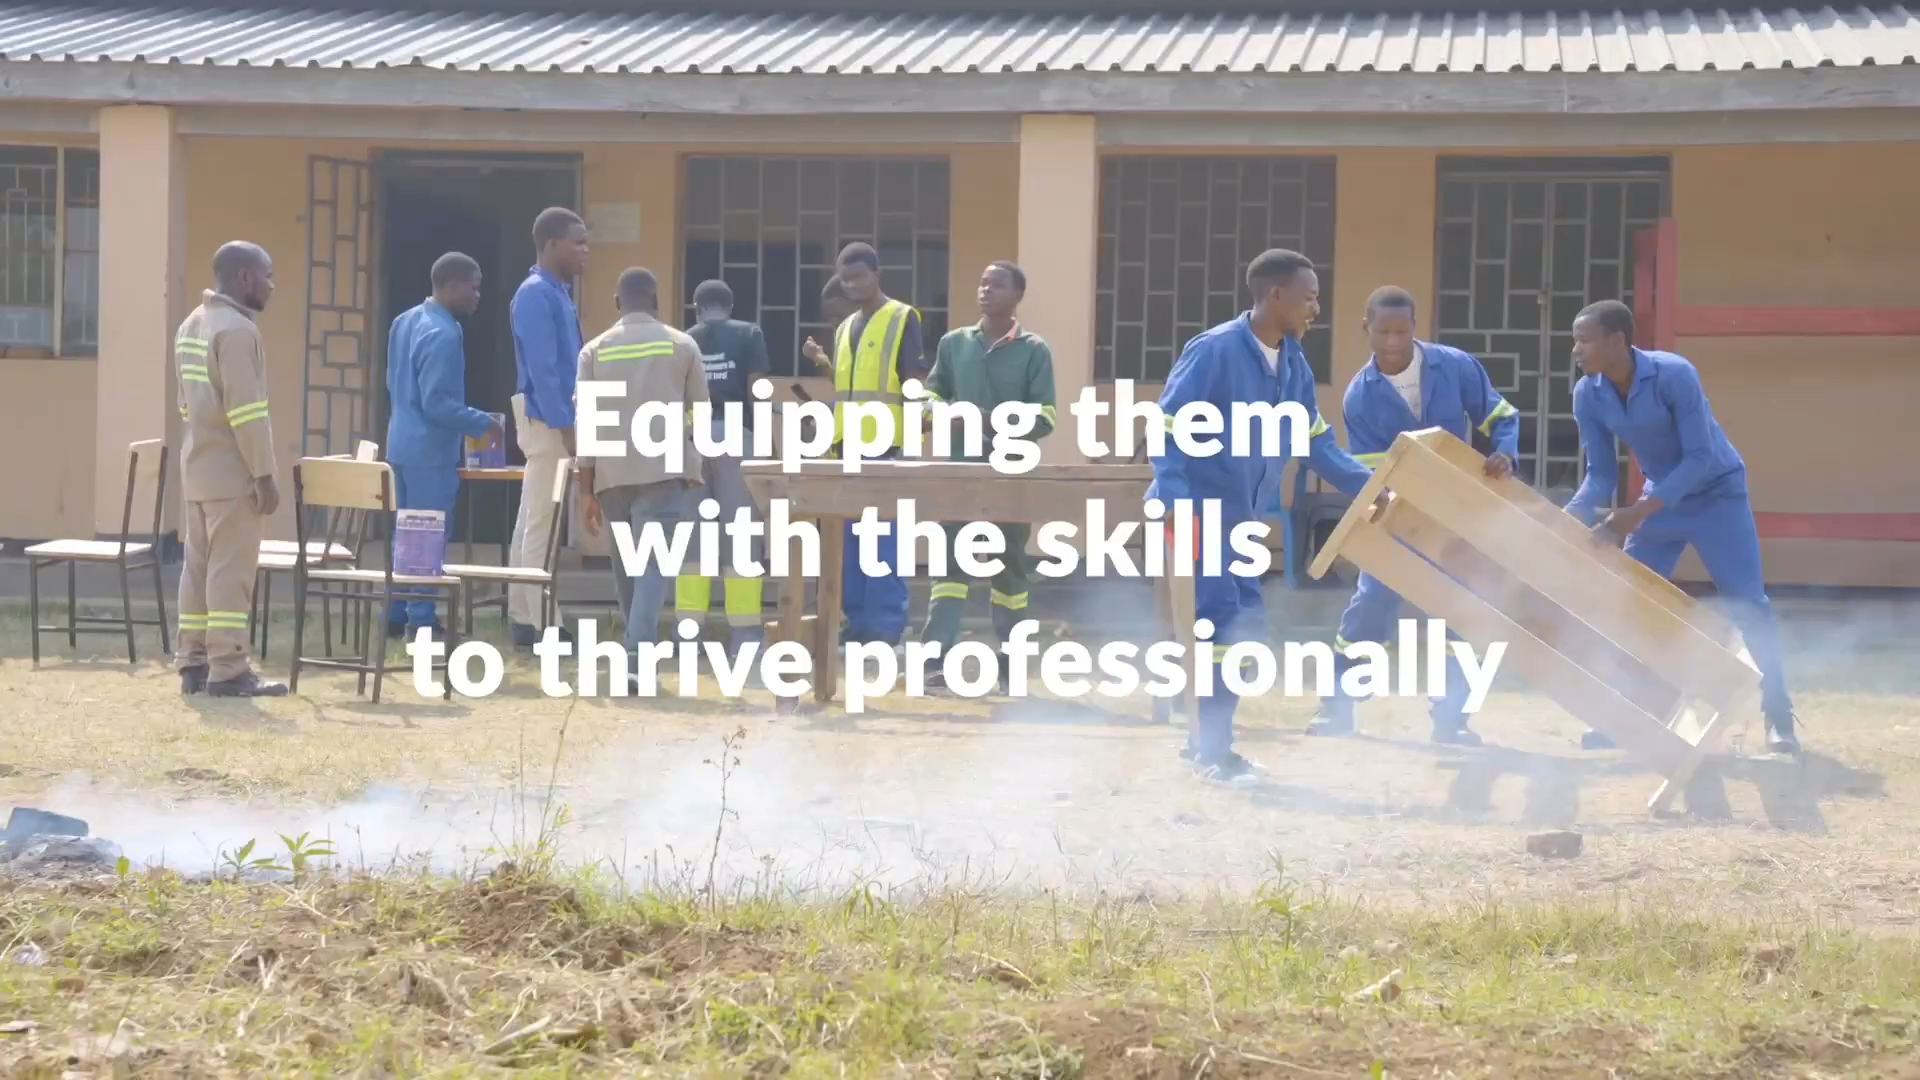 Equipping them
with the skills
to thrive professionally